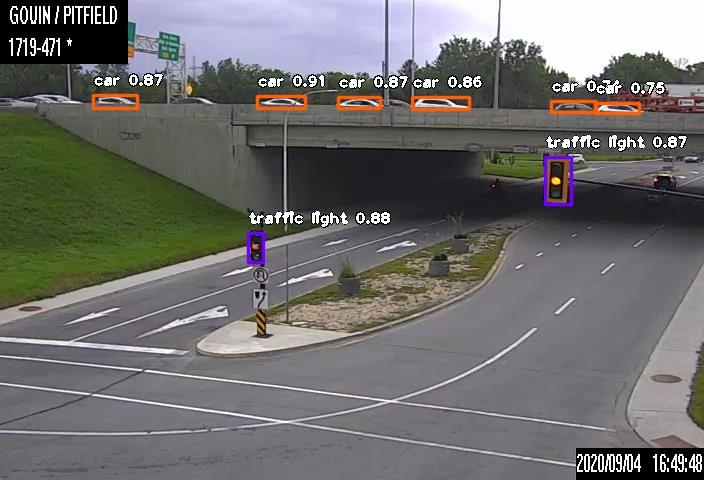 GOUIN / PITFIELD
1719-471 *
car 0.87
car 0.91
car 0.87
car 0.86
car 0.75
traffic light 0.87
traffic light 0.88
2020/09/04 16:49:48